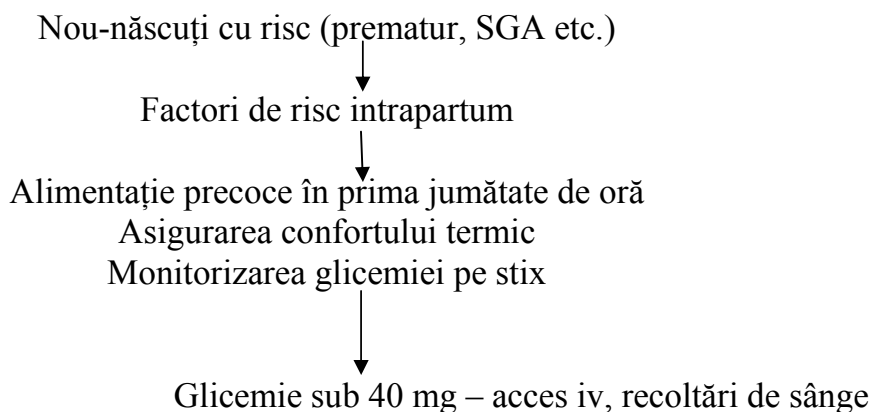 Nou-născuți cu risc (prematur, SGA etc.)
Factori de risc intrapartum
Alimentație precoce în prima jumătate de oră
Asigurarea confortului termic
Monitorizarea glicemiei pe stix
Glicemie sub 40 mg – acces iv, recoltări de sânge